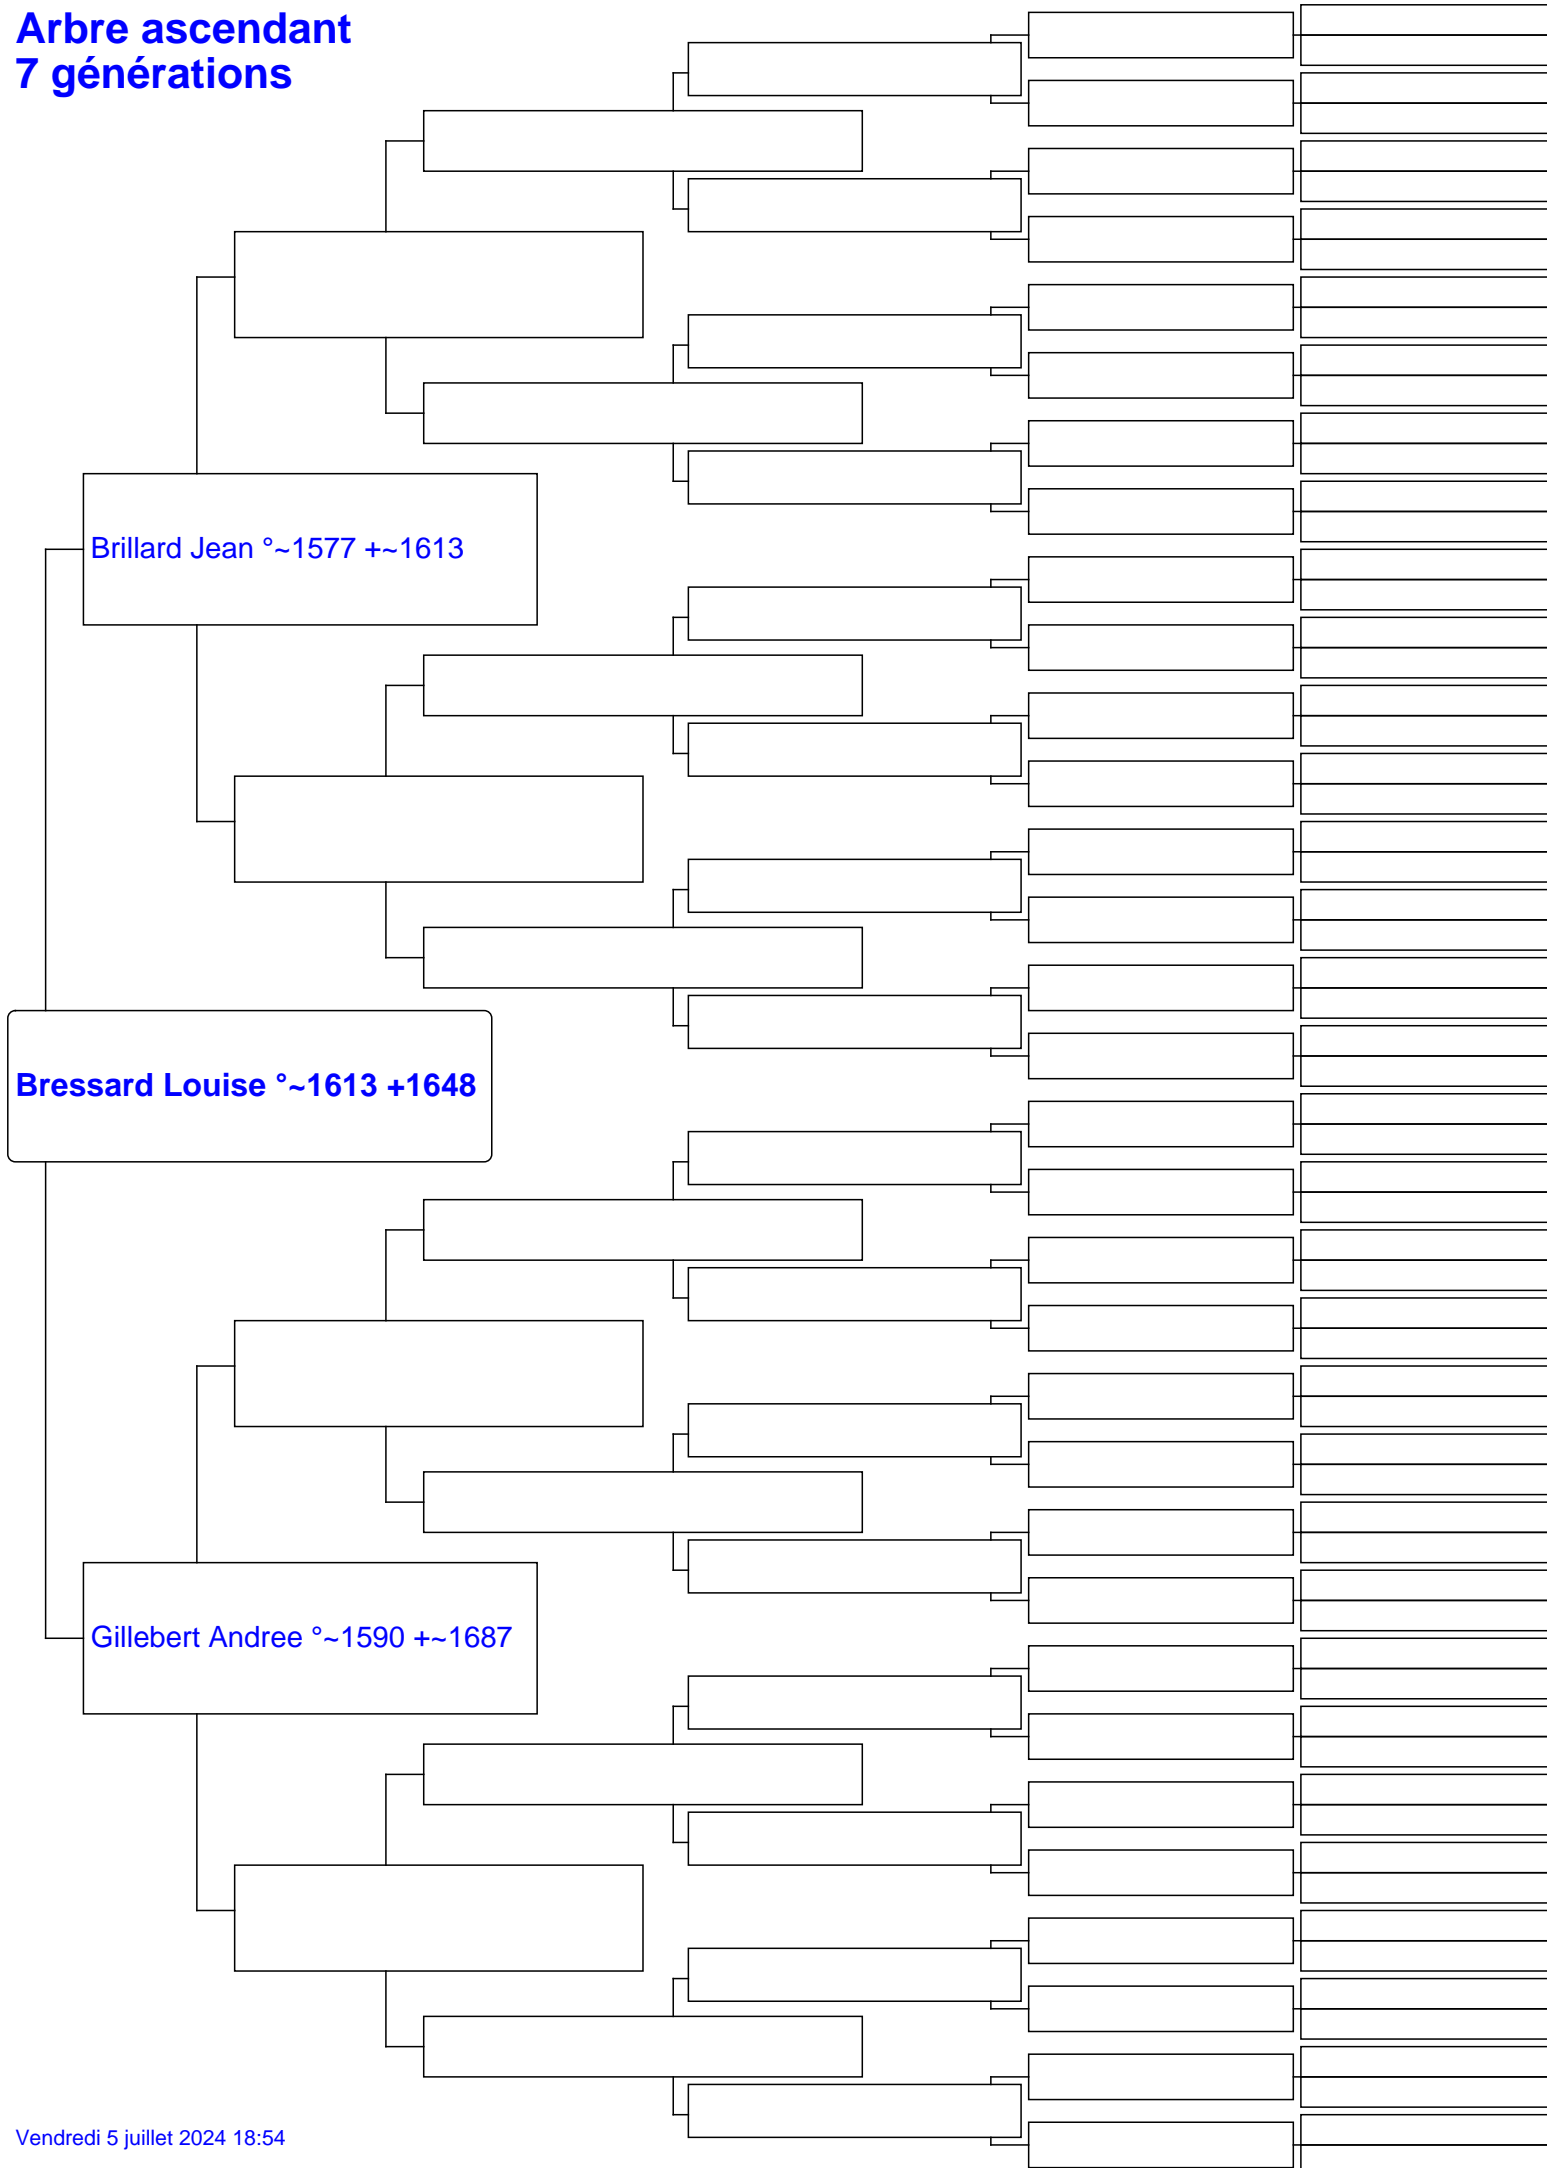 Arbre ascendant
7 générations
Brillard Jean °~1577 +~1613
Bressard Louise °~1613 +1648
Gillebert Andree °~1590 +~1687
Vendredi 5 juillet 2024 18:54